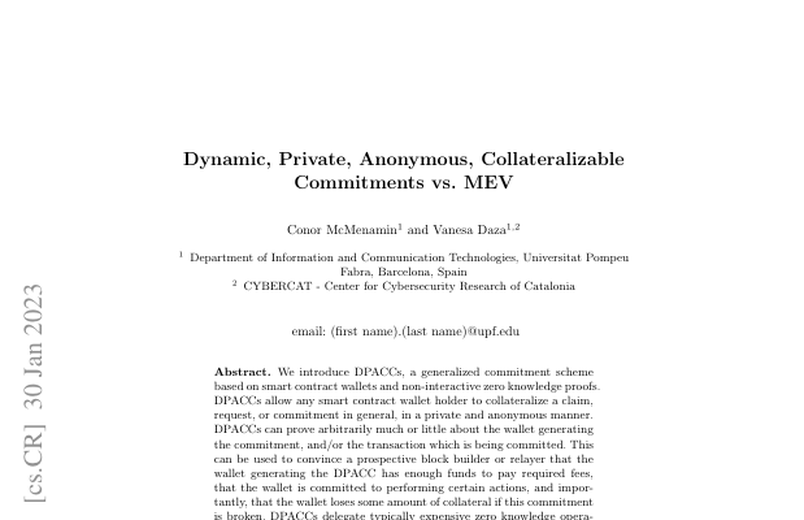 Dynamic, Private, Anonymous, Collateralizable
Commitments vs. MEV
Conor McMenamin1 and Vanesa Daza1,2
1 Department of Information and Communication Technologies, Universitat Pompeu
Fabra, Barcelona, Spain
2 CYBERCAT - Center for Cybersecurity Research of Catalonia
email: (first name).(last name)@upf.edu
Abstract. We introduce DPACCs, a generalized commitment scheme
based on smart contract wallets and non-interactive zero knowledge proofs.
DPACCs allow any smart contract wallet holder to collateralize a claim,
request, or commitment in general, in a private and anonymous manner.
DPACCs can prove arbitrarily much or little about the wallet generating
the commitment, and/or the transaction which is being committed. This
can be used to convince a prospective block builder or relayer that the
wallet generating the DPACC has enough funds to pay required fees,
that the wallet is committed to performing certain actions, and impor-
tantly, that the wallet loses some amount of collateral if this commitment
is broken. DPACCs delegate typically expensive zero knowledge opera-
[cs.CR] 30 Jan 2023